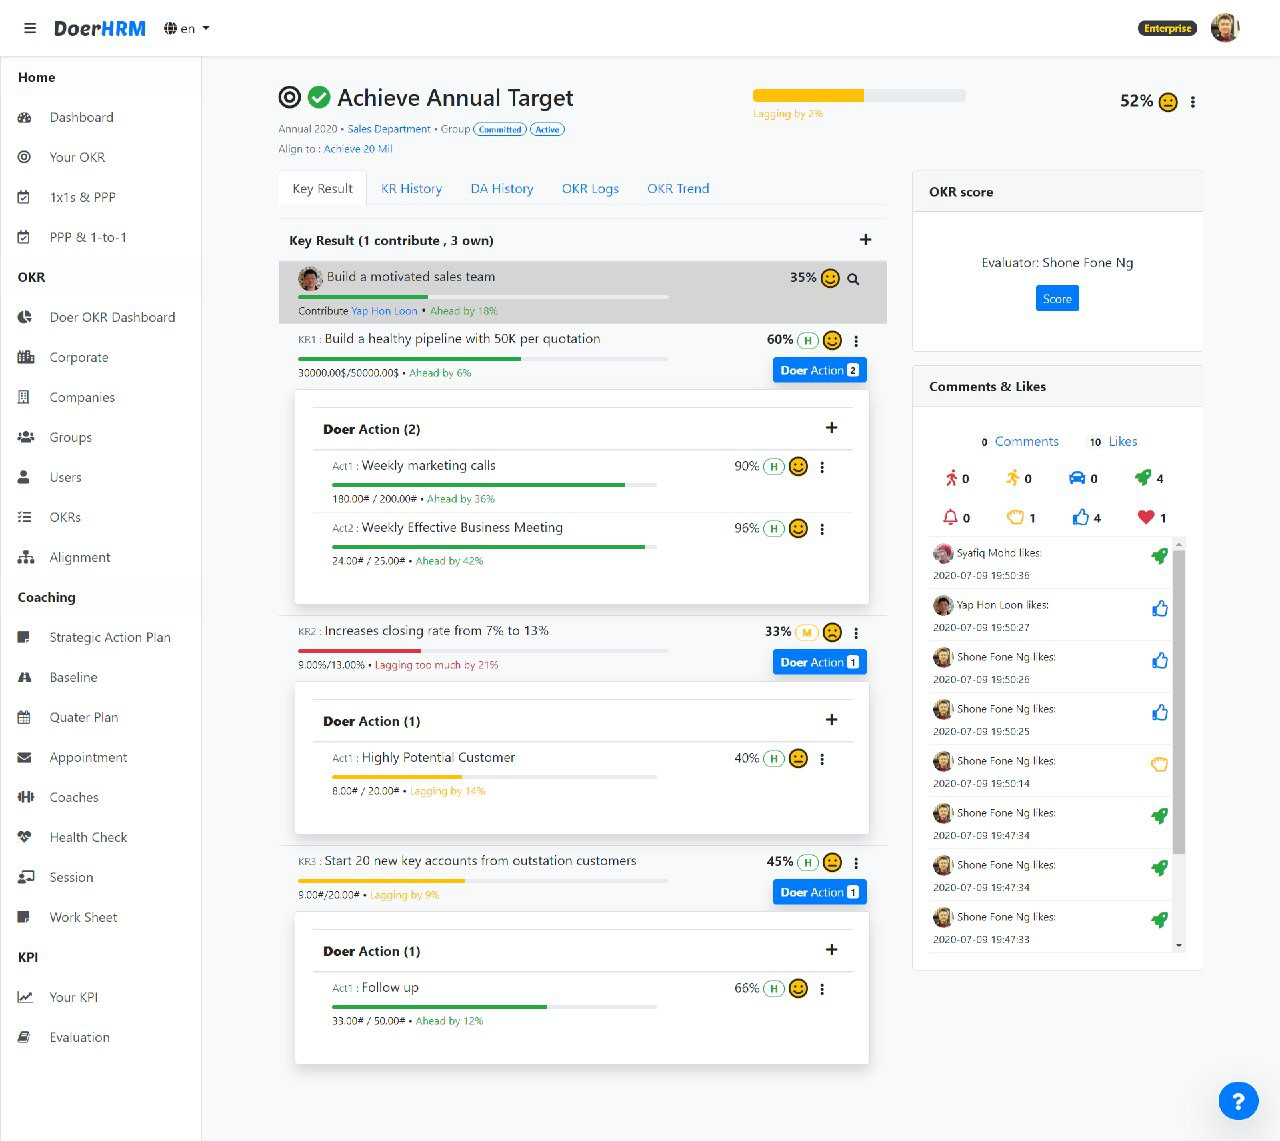 DoerHRM en
Enterprise
Home
Dashboard
Your OKR
1x1s & PPP
PPP & 1-to-1
OKR
Doer OKR Dashboard
Corporate
Companies
Groups
Users
OKRs
Alignment
Coaching
Strategic Action Plan
Baseline
Quater Plan
Appointment
Coaches
Health Check
Session
Work Sheet
KPI
Your KPI
Evaluation
Achieve Annual Target
Annual 2020 • Sales Department • Group Committed Active
Align to : Achieve 20 Mil
Lagging by 2%
52%
Key Result KR History DA History OKR Logs OKR Trend
Key Result (1 contribute , 3 own) +
Build a motivated sales team 35%
Contribute Yap Hon Loon • Ahead by 18%
KR1 : Build a healthy pipeline with 50K per quotation 60% H
30000.00$/50000.00$ • Ahead by 6%
Doer Action 2
Doer Action (2) +
Act1 : Weekly marketing calls 90% H
180.00# / 200.00# • Ahead by 36%
Act2 : Weekly Effective Business Meeting 96% H
24.00# / 25.00# • Ahead by 42%
KR2 : Increases closing rate from 7% to 13% 33% M
9.00%/13.00% • Lagging too much by 21%
Doer Action 1
Doer Action (1) +
Act1 : Highly Potential Customer 40% H
8.00# / 20.00# • Lagging by 14%
KR3 : Start 20 new key accounts from outstation customers 45% H
9.00#/20.00# • Lagging by 9%
Doer Action 1
Doer Action (1) +
Act1 : Follow up 66% H
33.00# / 50.00# • Ahead by 12%
OKR score
Evaluator: Shone Fone Ng
Score
Comments & Likes
0 Comments 10 Likes
0 0 0 4
0 1 4 1
Syafiq Mohd likes:
2020-07-09 19:50:36
Yap Hon Loon likes:
2020-07-09 19:50:27
Shone Fone Ng likes:
2020-07-09 19:50:26
Shone Fone Ng likes:
2020-07-09 19:50:25
Shone Fone Ng likes:
2020-07-09 19:50:14
Shone Fone Ng likes:
2020-07-09 19:47:34
Shone Fone Ng likes:
2020-07-09 19:47:34
Shone Fone Ng likes:
2020-07-09 19:47:33
?